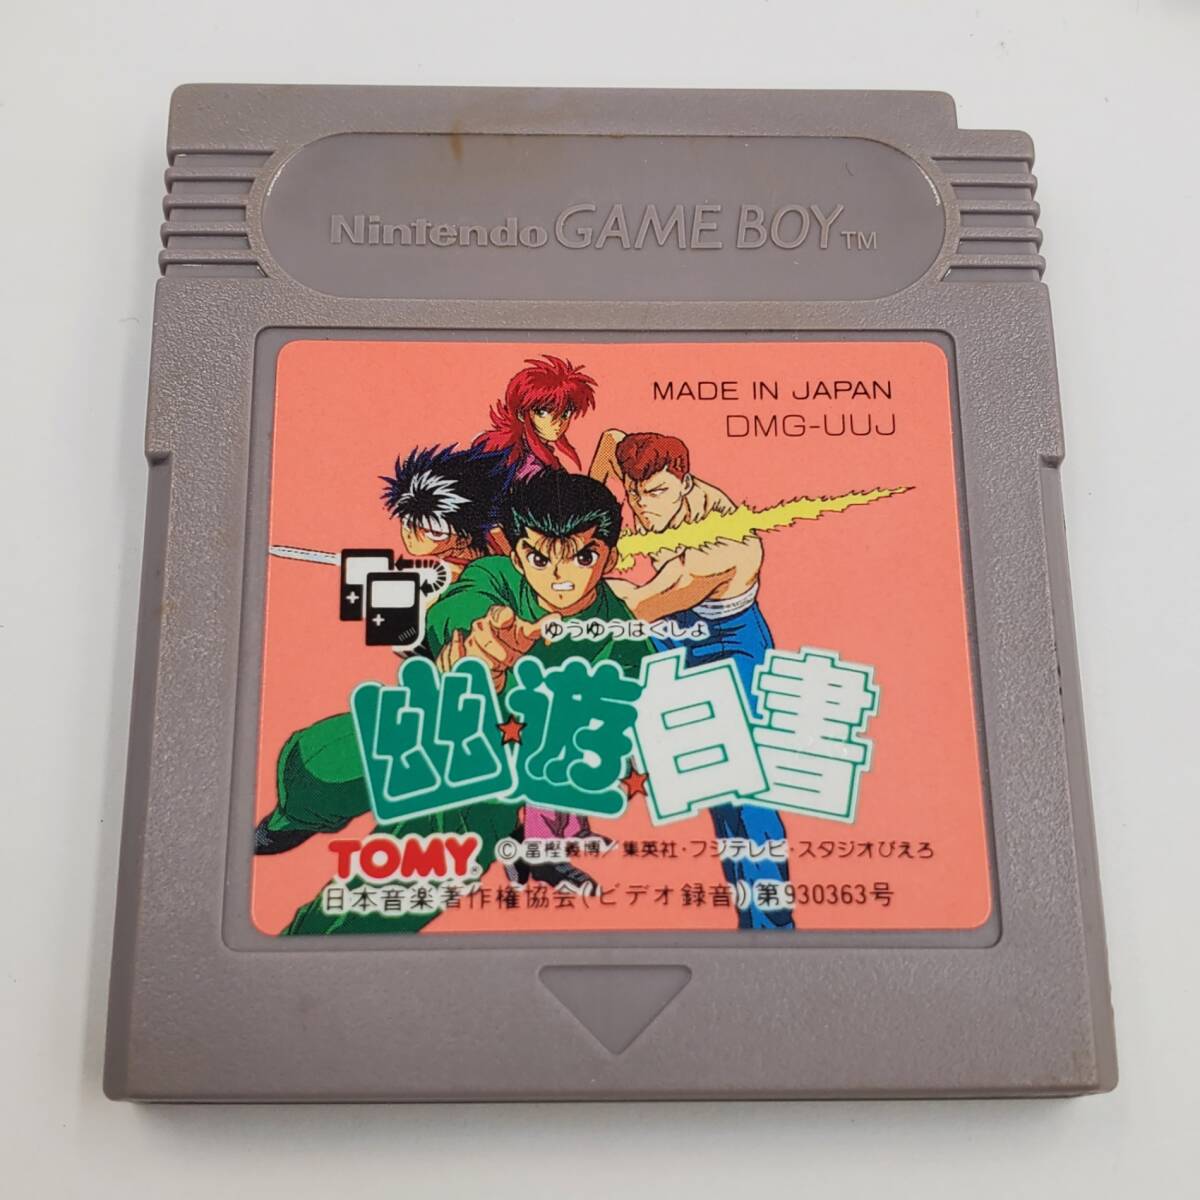 Nintendo GAME BOY TM
MADE IN JAPAN
DMG-UUJ
ゆうゆうはくしょ
幽★遊★白書
TOMY®
© 冨樫義博/集英社・フジテレビ・スタジオぴえろ
日本音楽著作権協会(ビデオ録音)第930363号